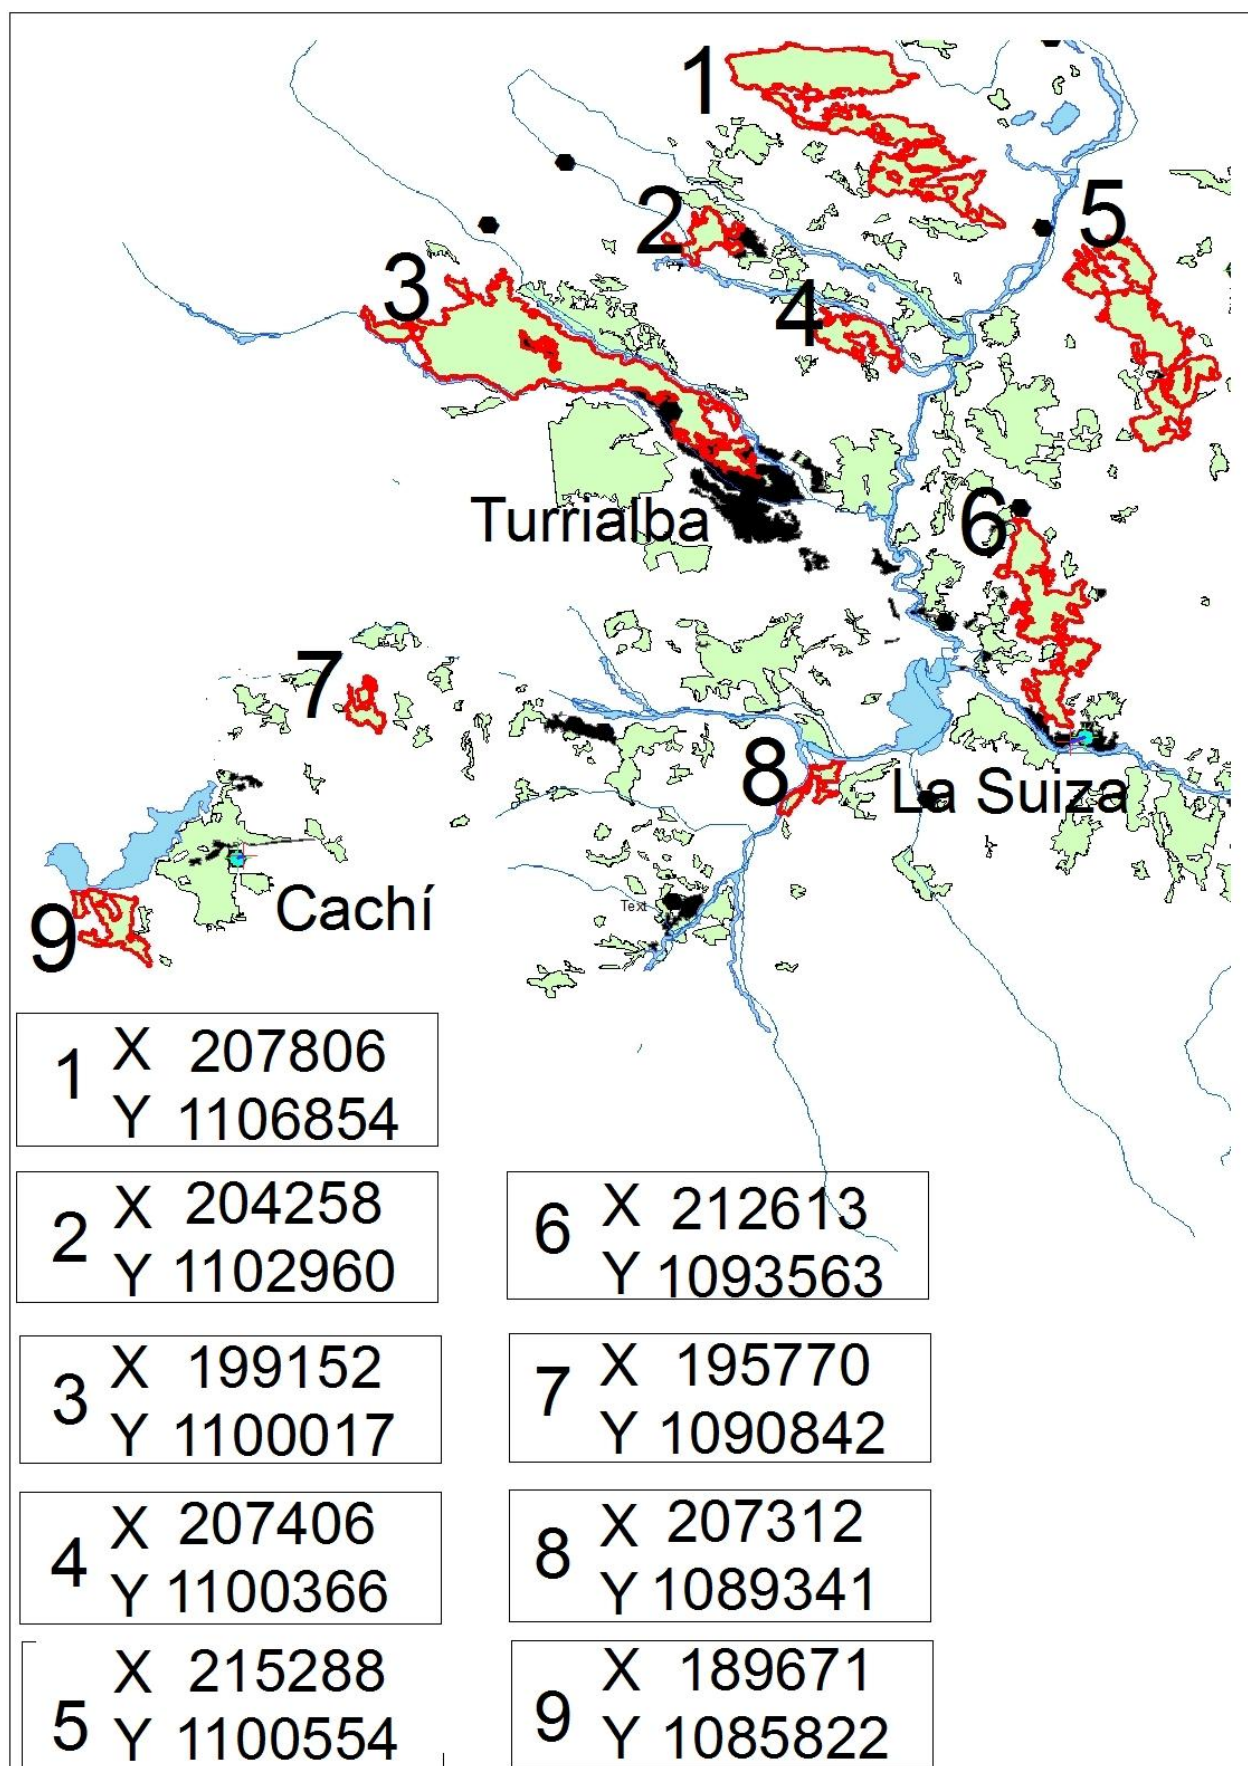 1
2
5
3
4
Turrialba
6
7
8
La Suiza
Cachí
Text
9
1 X 207806
Y 1106854
2 X 204258
Y 1102960
3 X 199152
Y 1100017
4 X 207406
Y 1100366
5 X 215288
Y 1100554
6 X 212613
Y 1093563
7 X 195770
Y 1090842
8 X 207312
Y 1089341
9 X 189671
Y 1085822